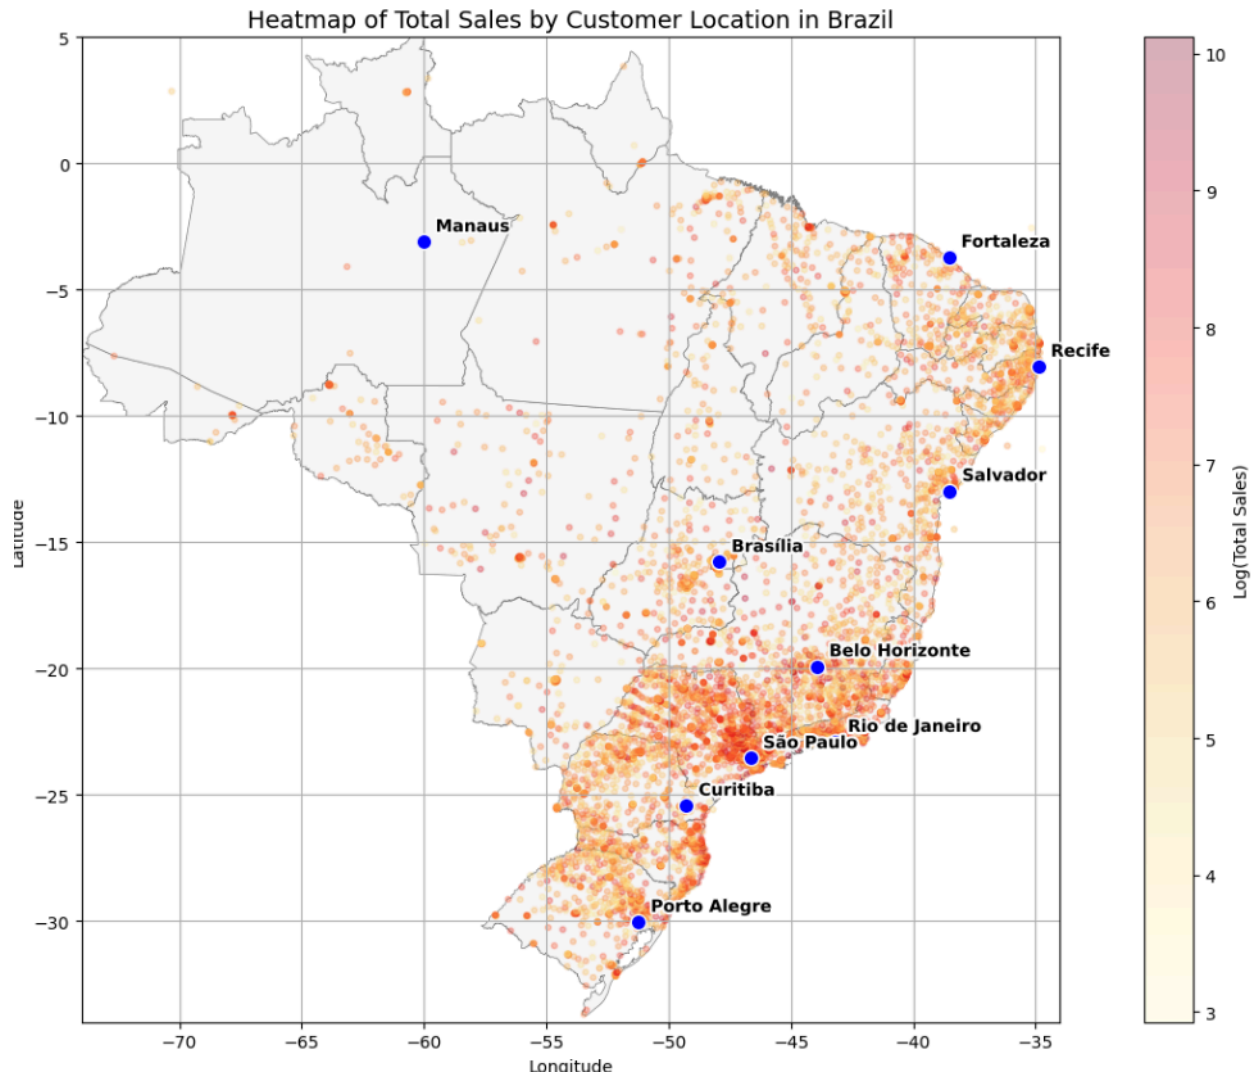 Heatmap of Total Sales by Customer Location in Brazil
5
0
−5
−10
−15
−20
−25
−30
Latitude
−70
−65
−60
−55
−50
−45
−40
−35
Longitude
Manaus
Fortaleza
Recife
Salvador
Brasília
Belo Horizonte
Rio de Janeiro
São Paulo
Curitiba
Porto Alegre
10
9
8
7
6
5
4
3
Log(Total Sales)